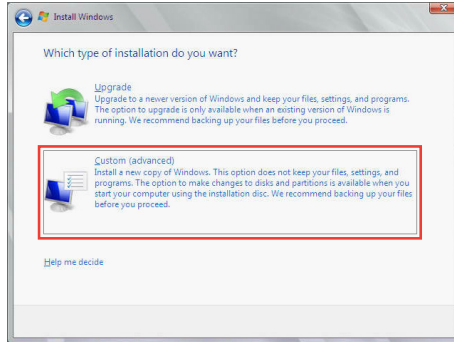 Install Windows
Which type of installation do you want?
Upgrade
Upgrade to a newer version of Windows and keep your files, settings, and programs.
The option to upgrade is only available when an existing version of Windows is
running. We recommend backing up your files before you proceed.
Custom (advanced)
Install a new copy of Windows. This option does not keep your files, settings, and
programs. The option to make changes to disks and partitions is available when you
start your computer using the installation disc. We recommend backing up your files
before you proceed.
Help me decide